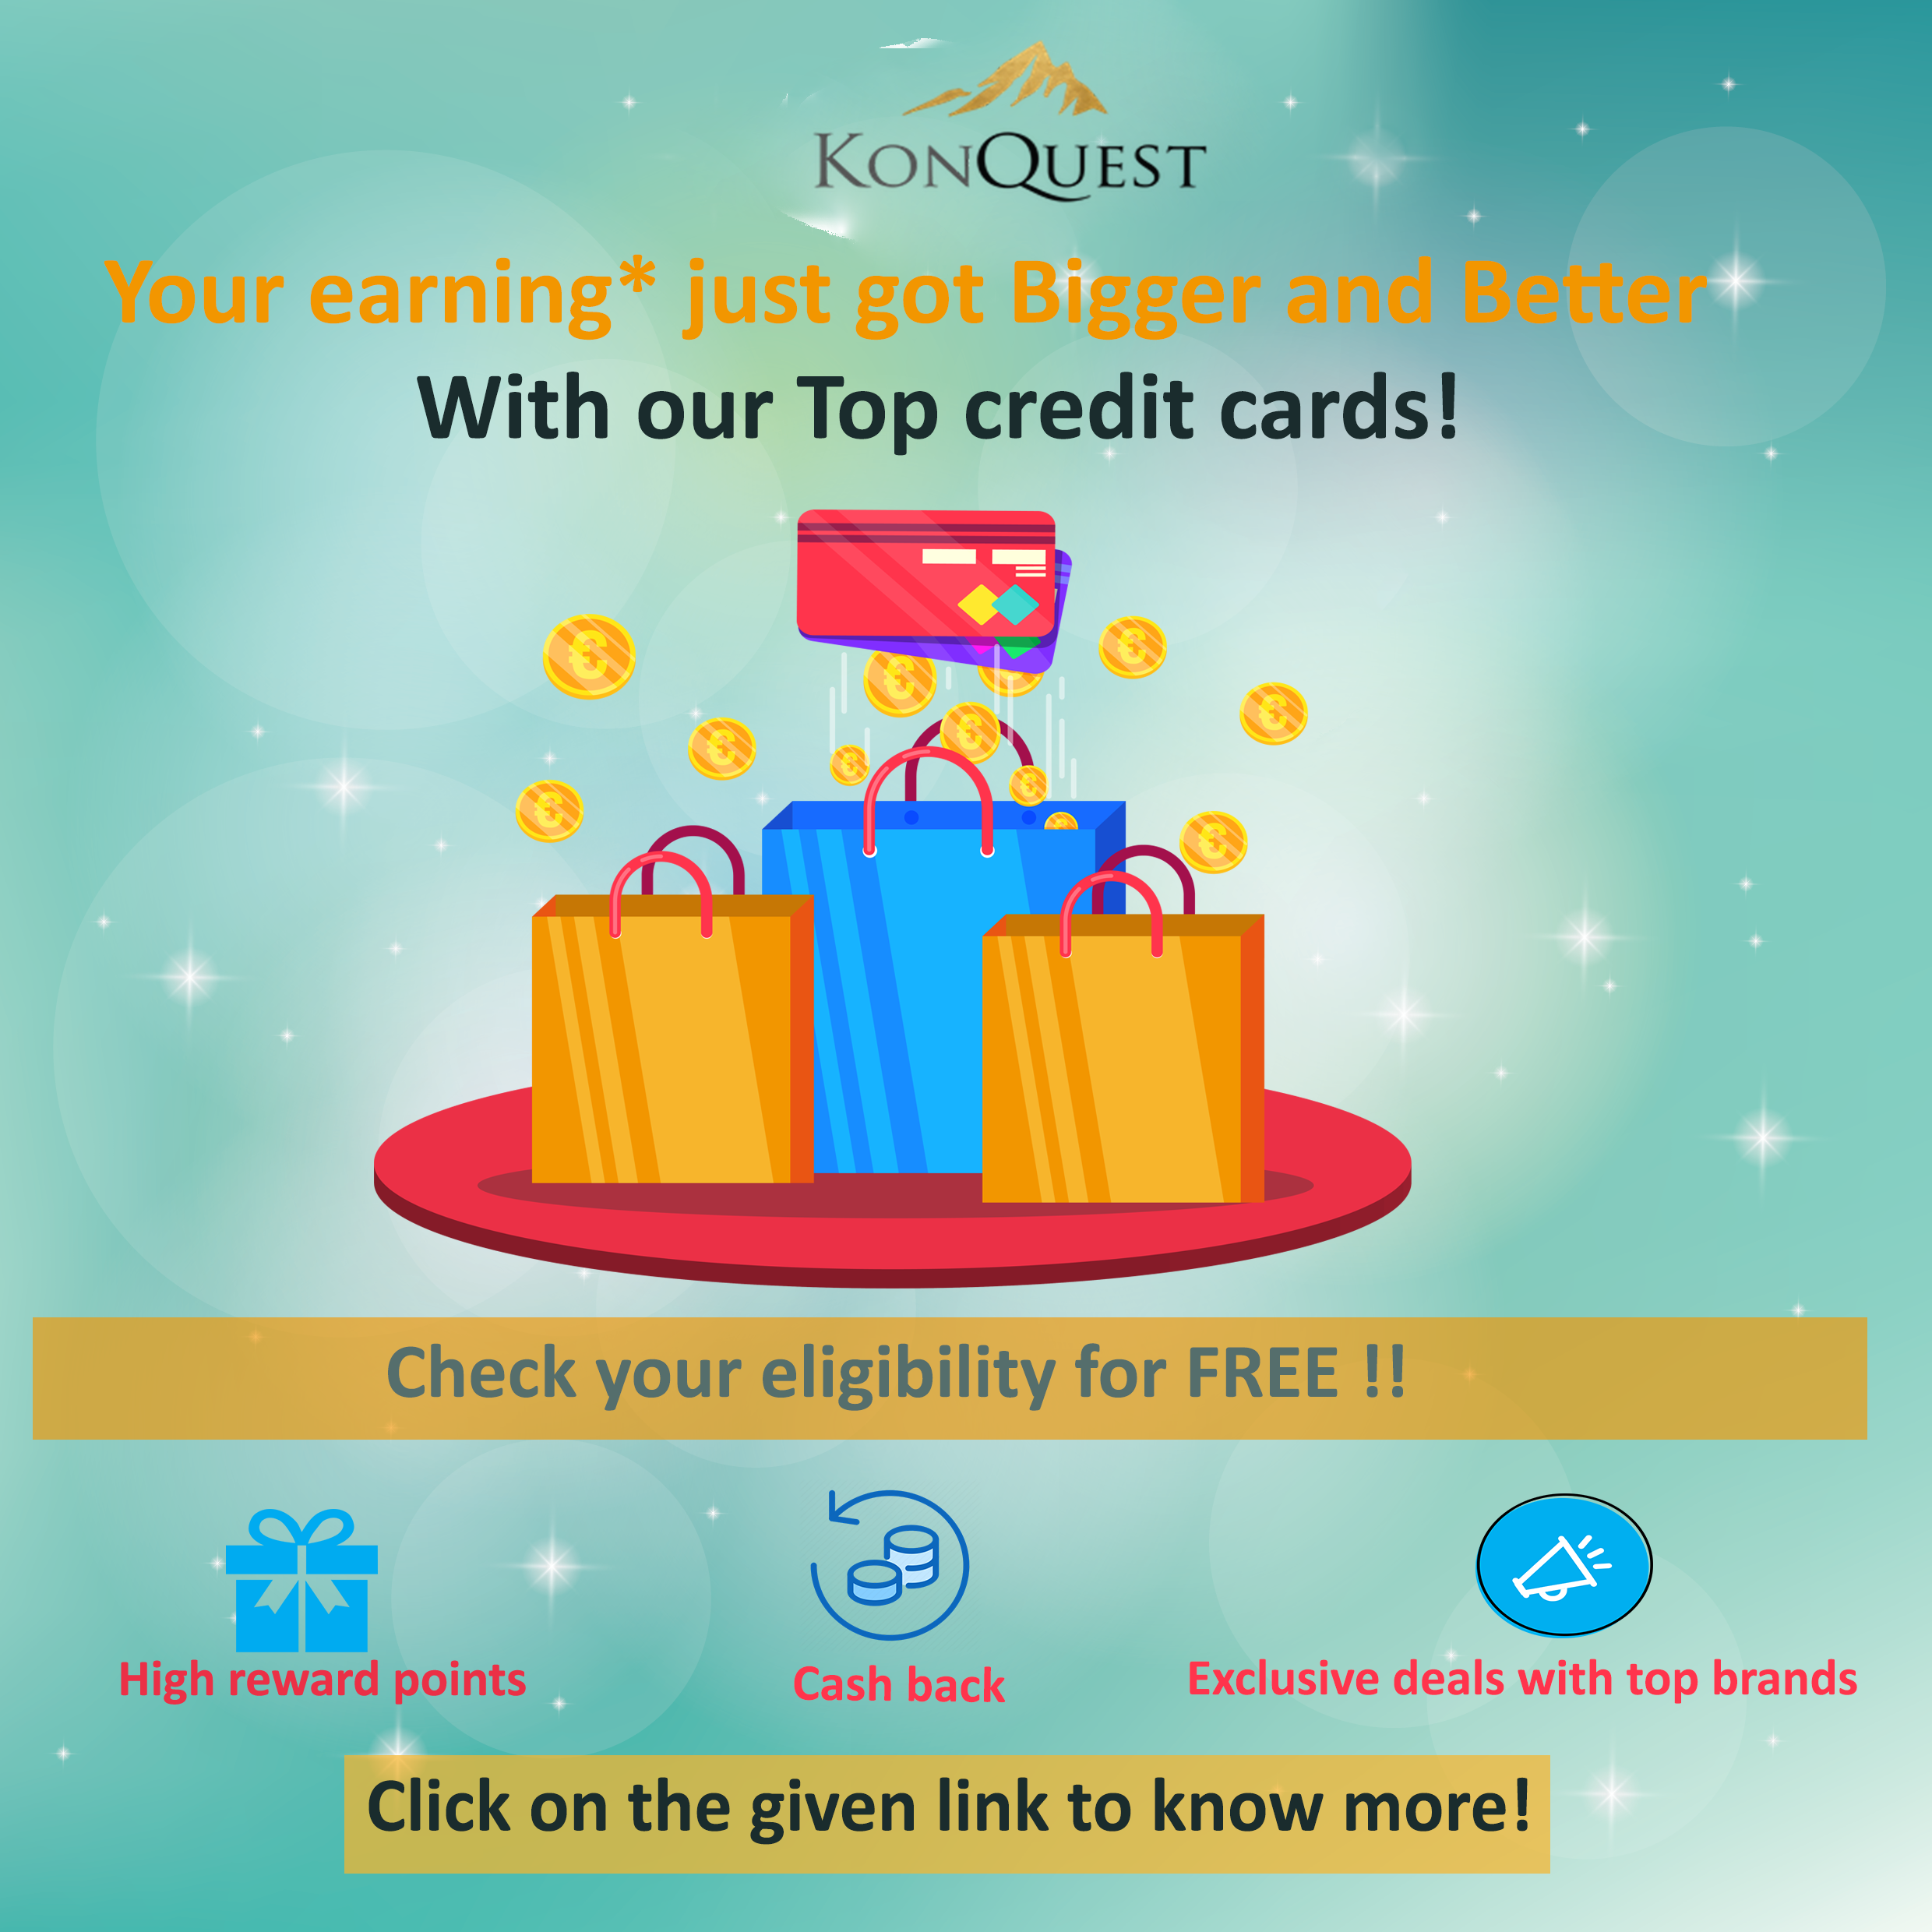 KONQUEST
Your earning* just got Bigger and Better
With our Top credit cards!
Check your eligibility for FREE !!
High reward points
Cash back
Exclusive deals with top brands
Click on the given link to know more!